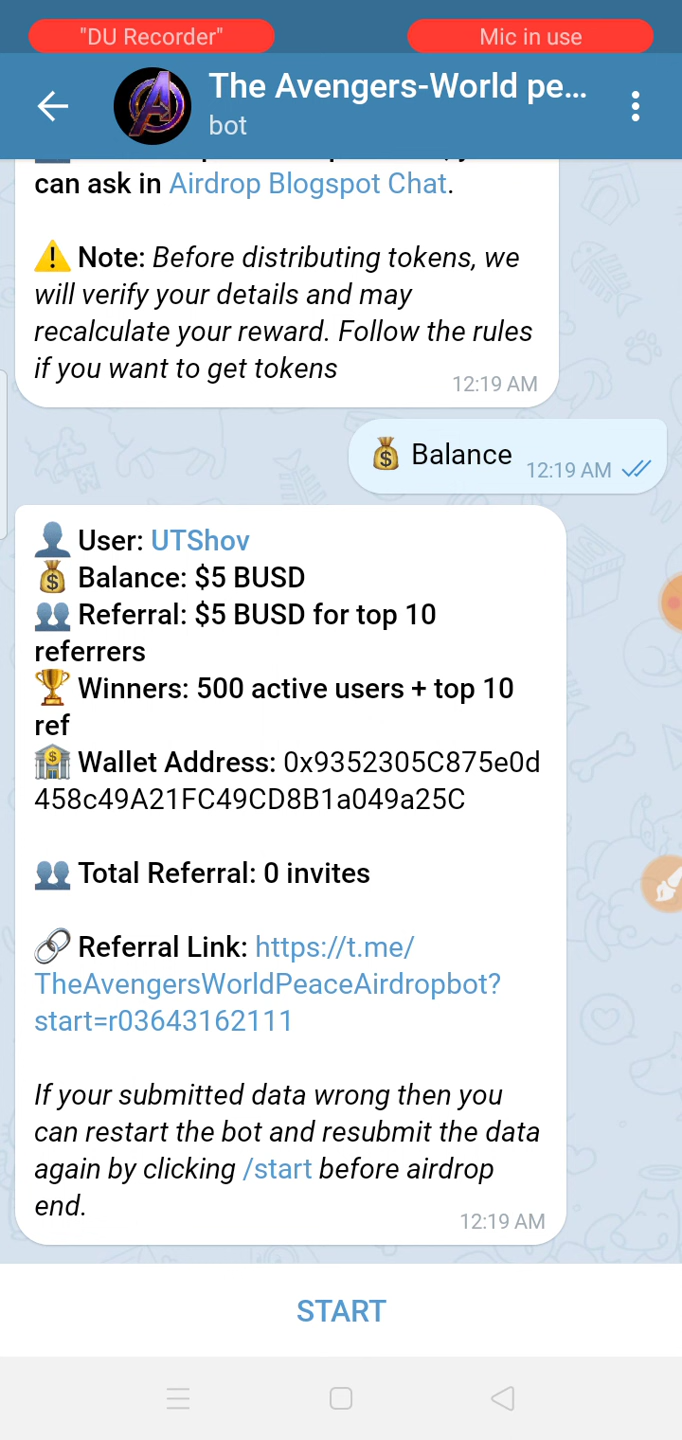 "DU Recorder"
Mic in use
The Avengers-World pe...
bot
can ask in Airdrop Blogspot Chat.
⚠️ Note: Before distributing tokens, we
will verify your details and may
recalculate your reward. Follow the rules
if you want to get tokens
12:19 AM
💰 Balance
12:19 AM
👤 User: UTShov
💰 Balance: $5 BUSD
👥 Referral: $5 BUSD for top 10
referrers
🏆 Winners: 500 active users + top 10
ref
🏦 Wallet Address: 0x9352305C875e0d
458c49A21FC49CD8B1a049a25C
👥 Total Referral: 0 invites
🔗 Referral Link: https://t.me/
TheAvengersWorldPeaceAirdropbot?
start=r03643162111
If your submitted data wrong then you
can restart the bot and resubmit the data
again by clicking /start before airdrop
end.
12:19 AM
START